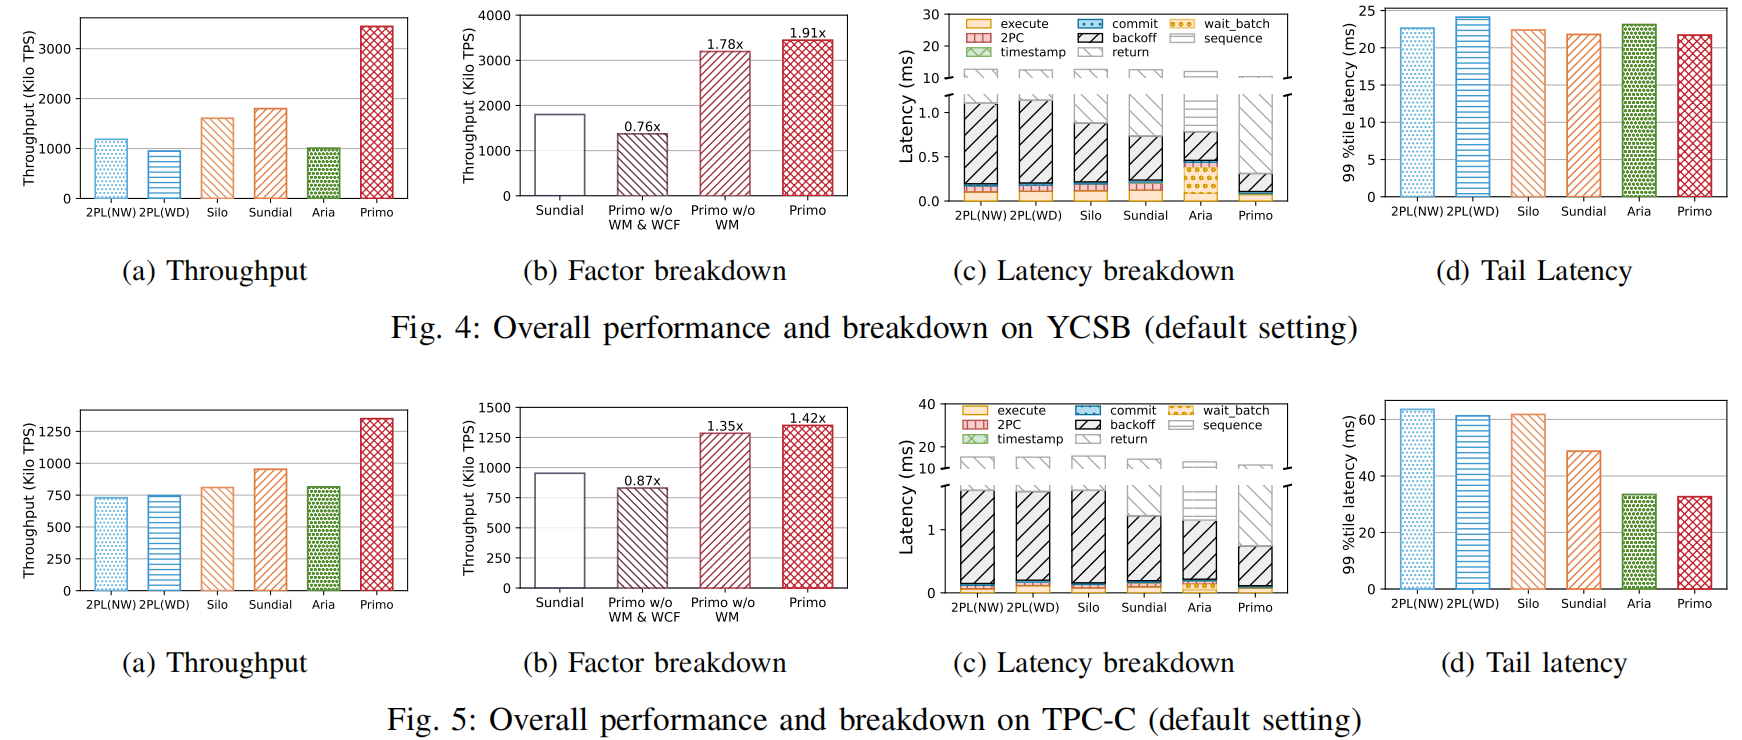 Throughput (Kilo TPS)
3000
2000
1000
0
2PL(NW) 2PL(WD) Silo Sundial Aria Primo
(a) Throughput
Throughput (Kilo TPS)
4000
3000
2000
1000
0
0.76x
1.78x
1.91x
Sundial Primo w/o Primo w/o Primo
WM & WCF WM
(b) Factor breakdown
Latency (ms)
30
20
10
1.0
0.5
0.0
execute commit wait_batch
2PC backoff sequence
timestamp return
2PL(NW) 2PL(WD) Silo Sundial Aria Primo
(c) Latency breakdown
99 %tile latency (ms)
25
20
15
10
5
0
2PL(NW) 2PL(WD) Silo Sundial Aria Primo
(d) Tail Latency
Fig. 4: Overall performance and breakdown on YCSB (default setting)
Throughput (Kilo TPS)
1250
1000
750
500
250
0
2PL(NW) 2PL(WD) Silo Sundial Aria Primo
(a) Throughput
Throughput (Kilo TPS)
1500
1250
1000
750
500
250
0
0.87x
1.35x
1.42x
Sundial Primo w/o Primo w/o Primo
WM & WCF WM
(b) Factor breakdown
Latency (ms)
40
20
10
1
0
execute commit wait_batch
2PC backoff sequence
timestamp return
2PL(NW) 2PL(WD) Silo Sundial Aria Primo
(c) Latency breakdown
99 %tile latency (ms)
60
40
20
0
2PL(NW) 2PL(WD) Silo Sundial Aria Primo
(d) Tail latency
Fig. 5: Overall performance and breakdown on TPC-C (default setting)